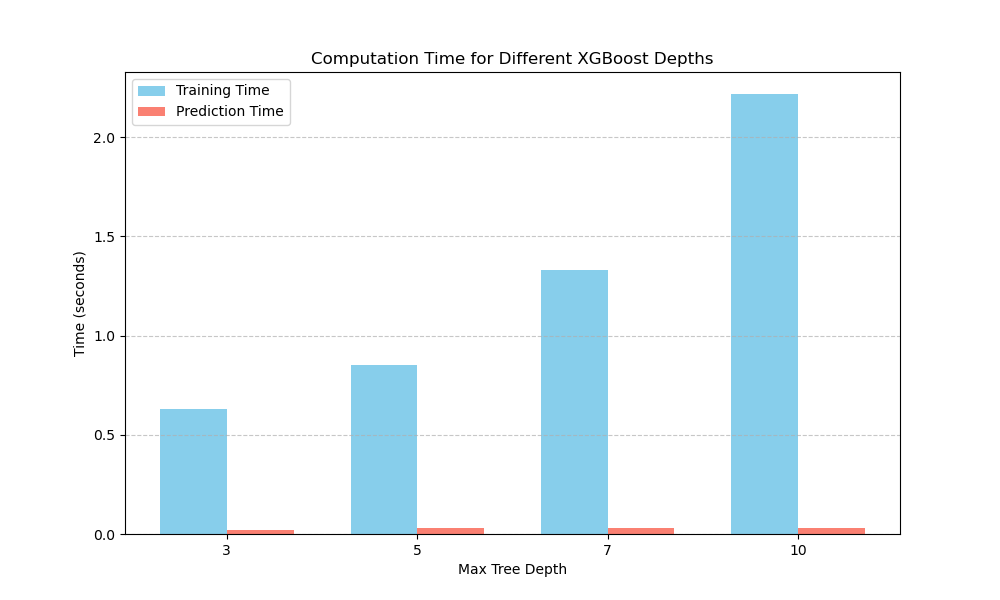 Computation Time for Different XGBoost Depths
Training Time
Prediction Time
2.0
1.5
1.0
0.5
0.0
Time (seconds)
3 5 7 10
Max Tree Depth